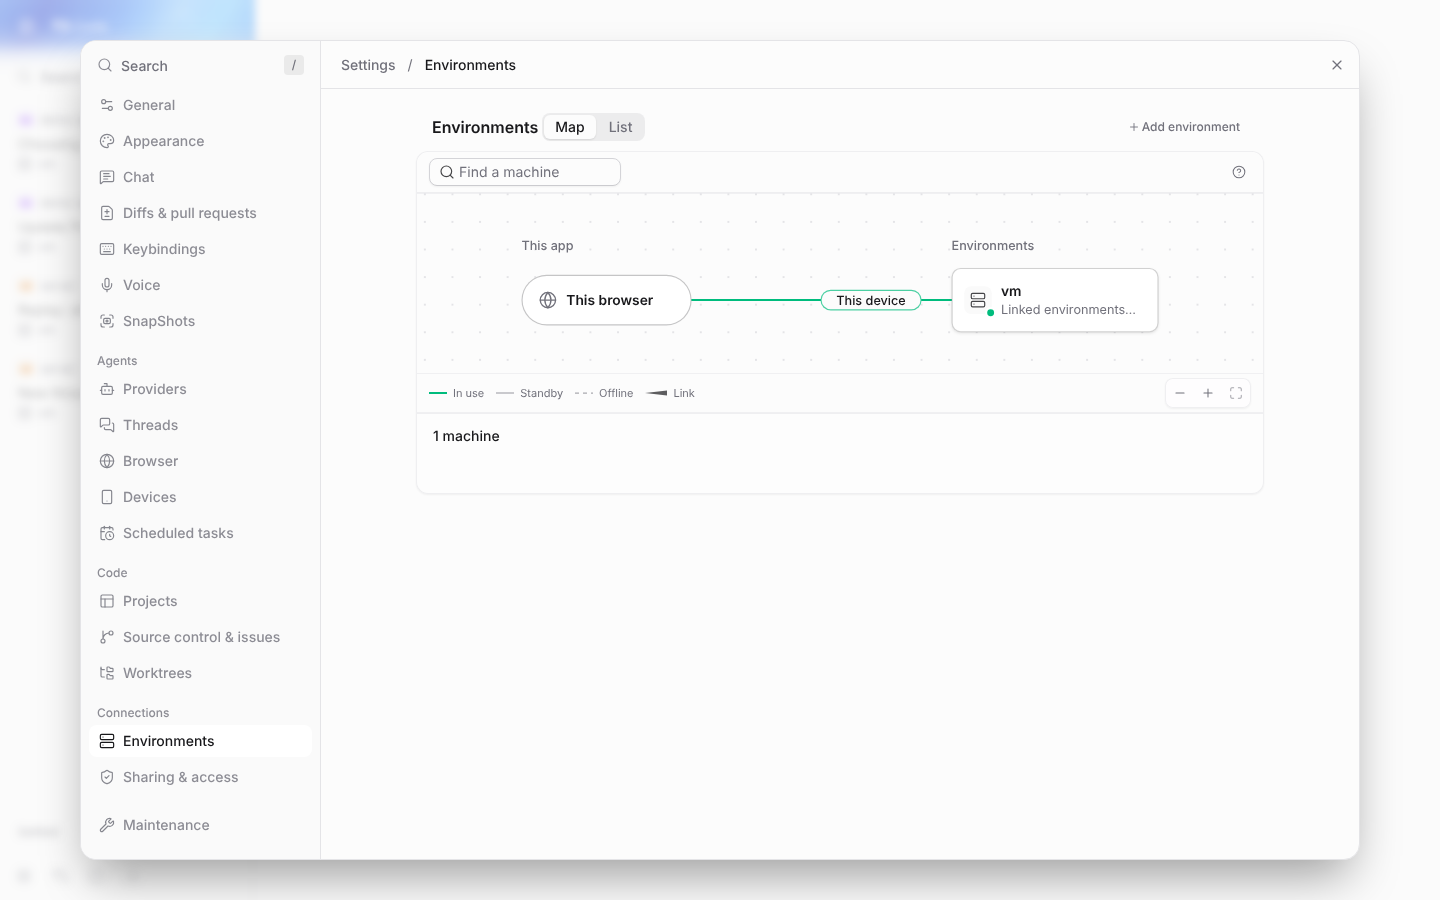 Search /
General
Appearance
Chat
Diffs & pull requests
Keybindings
Voice
SnapShots
Agents
Providers
Threads
Browser
Devices
Scheduled tasks
Code
Projects
Source control & issues
Worktrees
Connections
Environments
Sharing & access
Maintenance
Settings / Environments
Environments Map List
+ Add environment
Find a machine
This app
Environments
This browser
This device
vm
Linked environments...
In use Standby Offline Link
1 machine